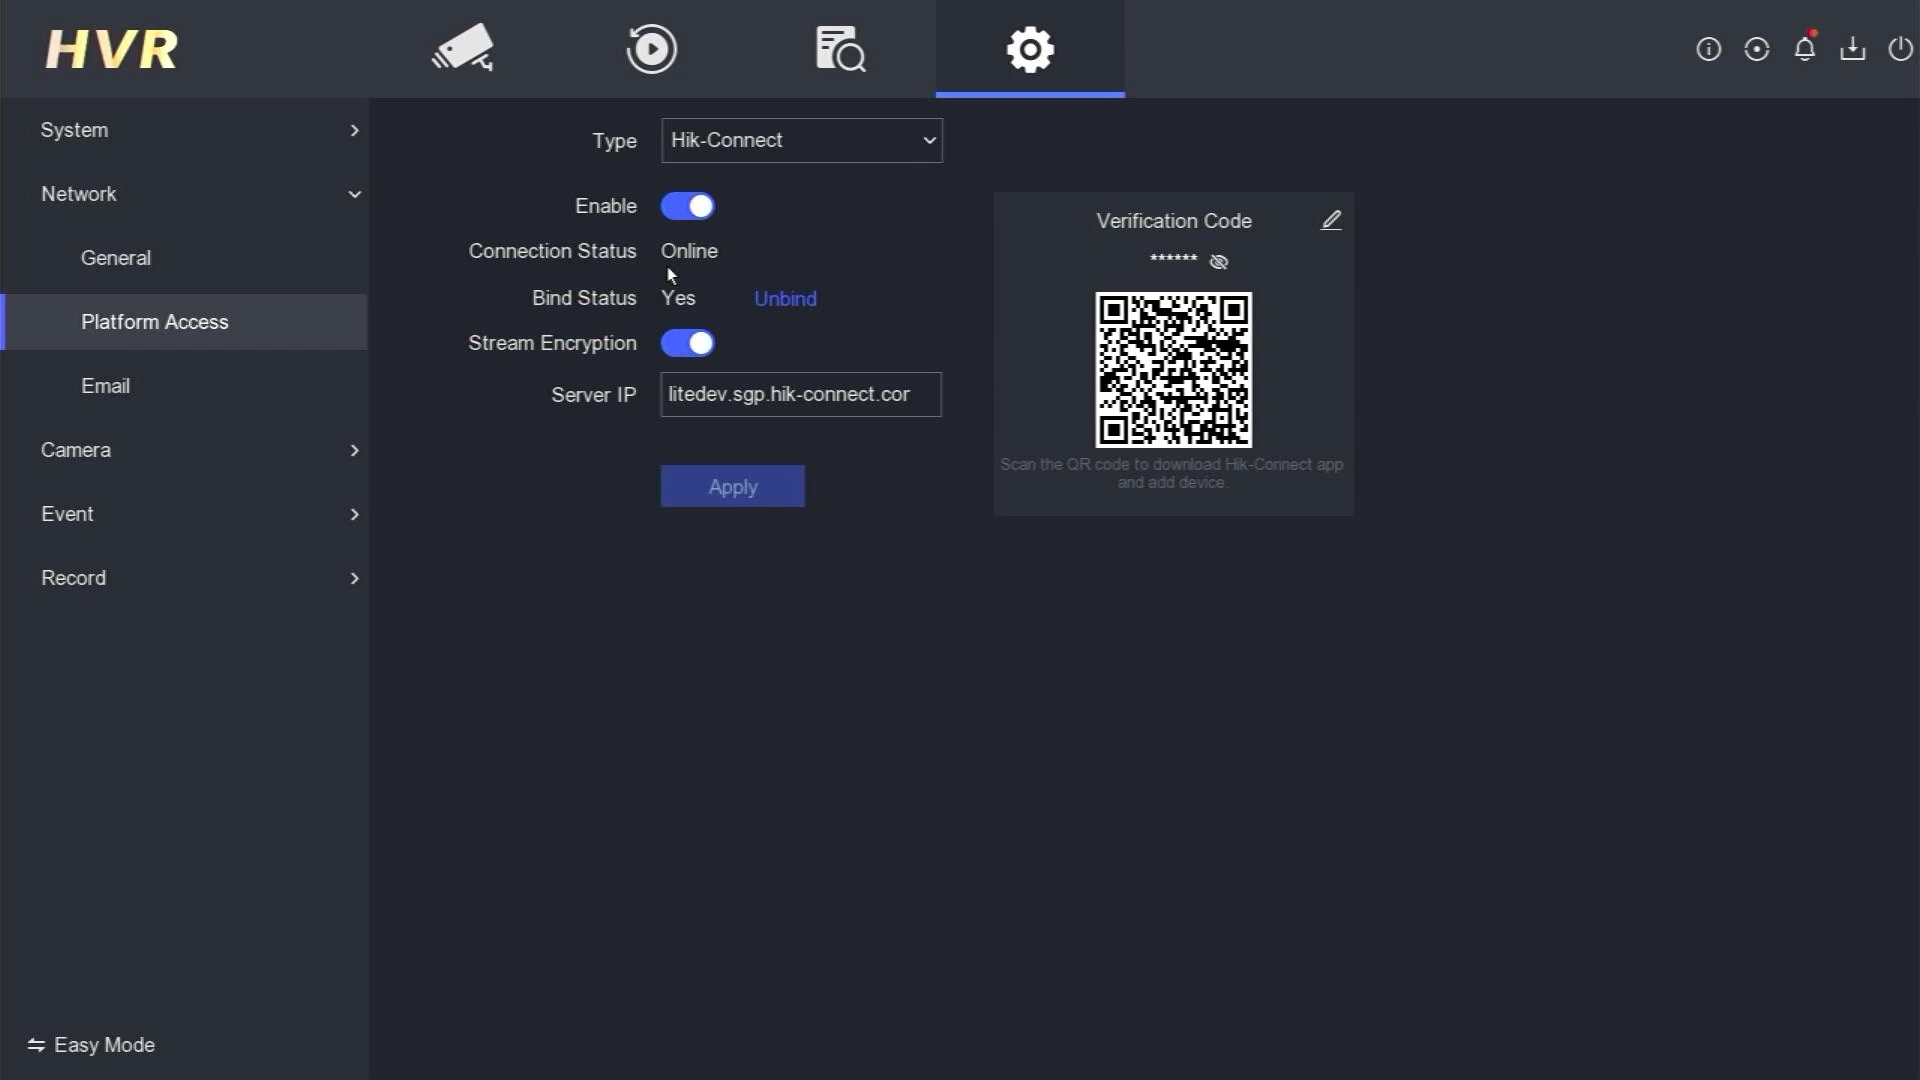 HVR
System
Network
General
Platform Access
Email
Camera
Event
Record
Easy Mode
Type Hik-Connect
Enable
Connection Status Online
Bind Status Yes Unbind
Stream Encryption
Server IP litedev.sgp.hik-connect.cor
Apply
Verification Code
******
Scan the QR code to download Hik-Connect app
and add device.